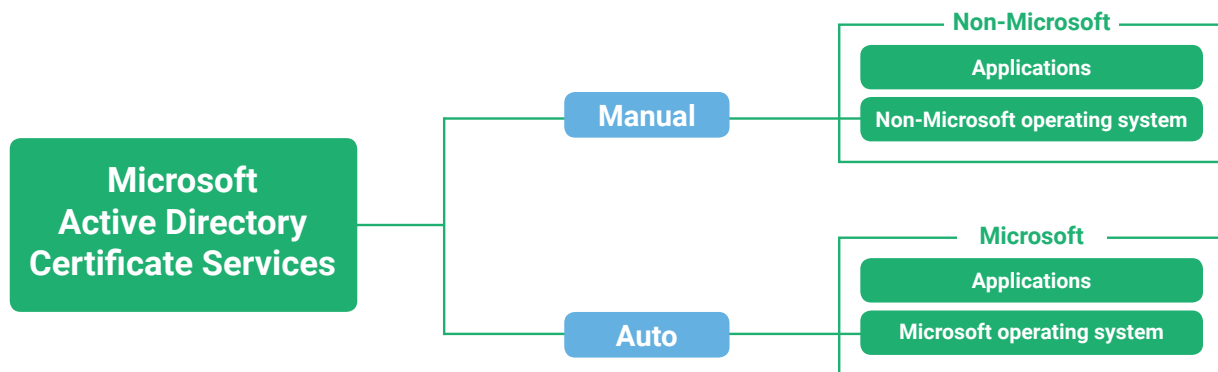 Microsoft
Active Directory
Certificate Services
Manual
Non-Microsoft
Applications
Non-Microsoft operating system
Auto
Microsoft
Applications
Microsoft operating system